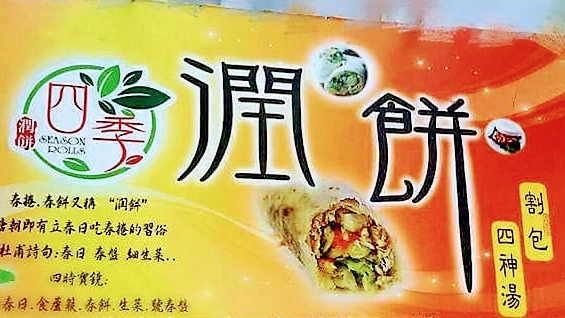 四季
潤餅
SEASON
ROLLS
潤餅
割包
四神湯
春捲.春餅又稱 “润餅”
唐朝即有立春日吃春捲的習俗
杜甫詩句:春日 春盤 細生菜..
四時寶鏡:
春日.食蘆菔.春餅.生菜.號春盤